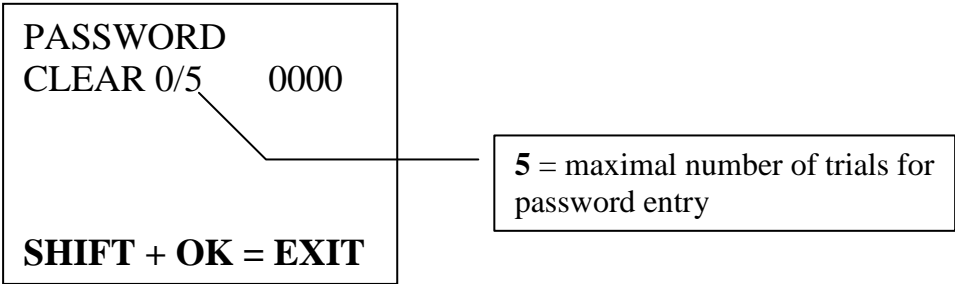 PASSWORD
CLEAR 0/5 0000
SHIFT + OK = EXIT
5 = maximal number of trials for
password entry